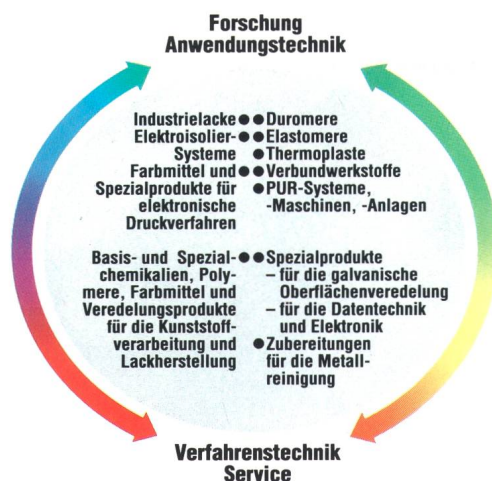 Forschung
Anwendungstechnik
Industrielacke●
Elektroisolier-●
Systeme
Farbmittel und●
Spezialprodukte für
elektronische
Druckverfahren
●Duromere
●Elastomere
●Thermoplaste
●Verbundwerkstoffe
●PUR-Systeme,
-Maschinen, -Anlagen
Basis- und Spezial-●
chemikalien, Poly-
mere, Farbmittel und
Veredelungsprodukte
für die Kunststoff-
verarbeitung und
Lackherstellung
●Spezialprodukte
– für die galvanische
Oberflächenveredelung
– für die Datentechnik
und Elektronik
●Zubereitungen
für die Metall-
reinigung
Verfahrenstechnik
Service